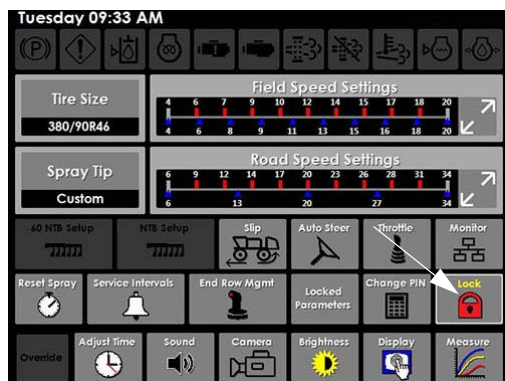 Tuesday 09:33 AM
(P)
Tire Size
380/90R46
Field Speed Settings
4 6 7 9 10 12 14 15 17 18 20
4 6 8 9 11 13 15 16 18 20
Spray Tip
Custom
Road Speed Settings
6 9 12 14 17 20 23 26 28 31 34
6 13 20 27 34
60 NTB Setup
NTB Setup
Slip
Auto Steer
Throttle
Monitor
Reset Spray
Service Intervals
End Row Mgmt
Locked
Parameters
Change PIN
Lock
Override
Adjust Time
Sound
Camera
Brightness
Display
Measure